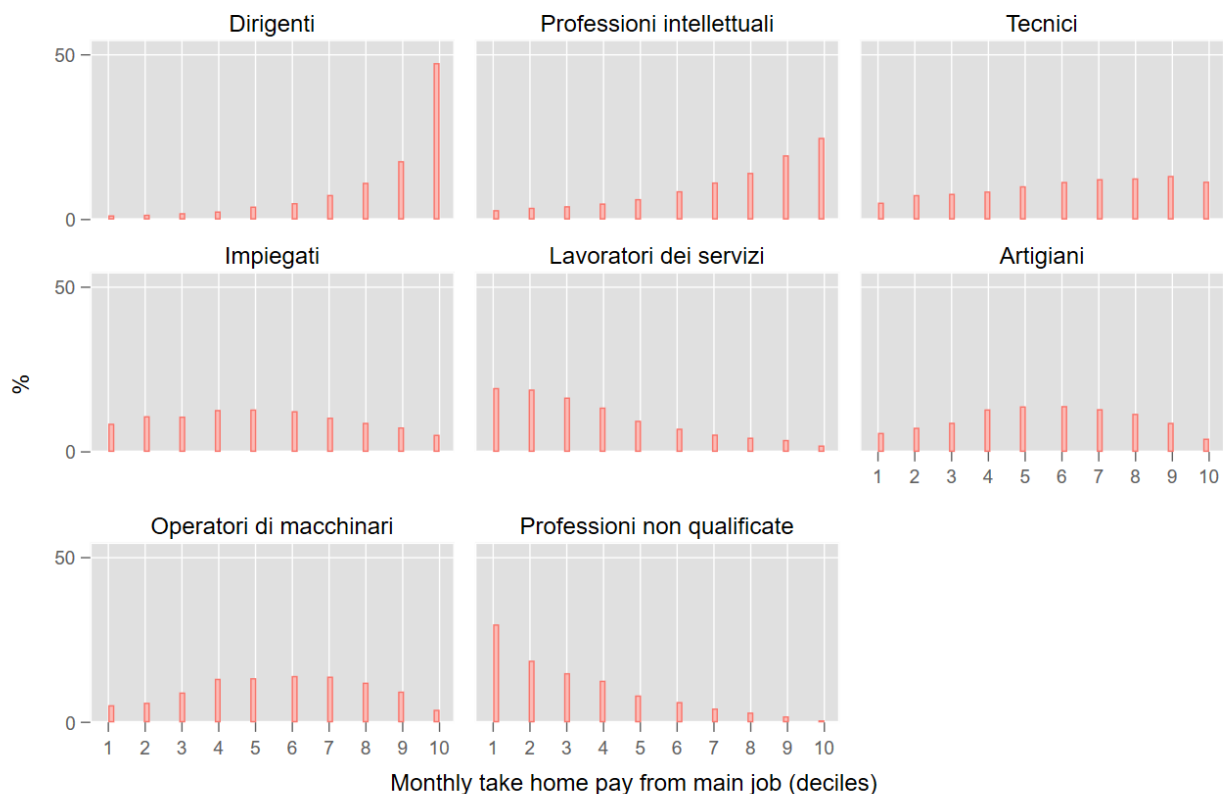 Dirigenti Professioni intellettuali Tecnici
50
0
Impiegati Lavoratori dei servizi Artigiani
50
%
0
1 2 3 4 5 6 7 8 9 10
Operatori di macchinari Professioni non qualificate
50
0
1 2 3 4 5 6 7 8 9 10 1 2 3 4 5 6 7 8 9 10
Monthly take home pay from main job (deciles)